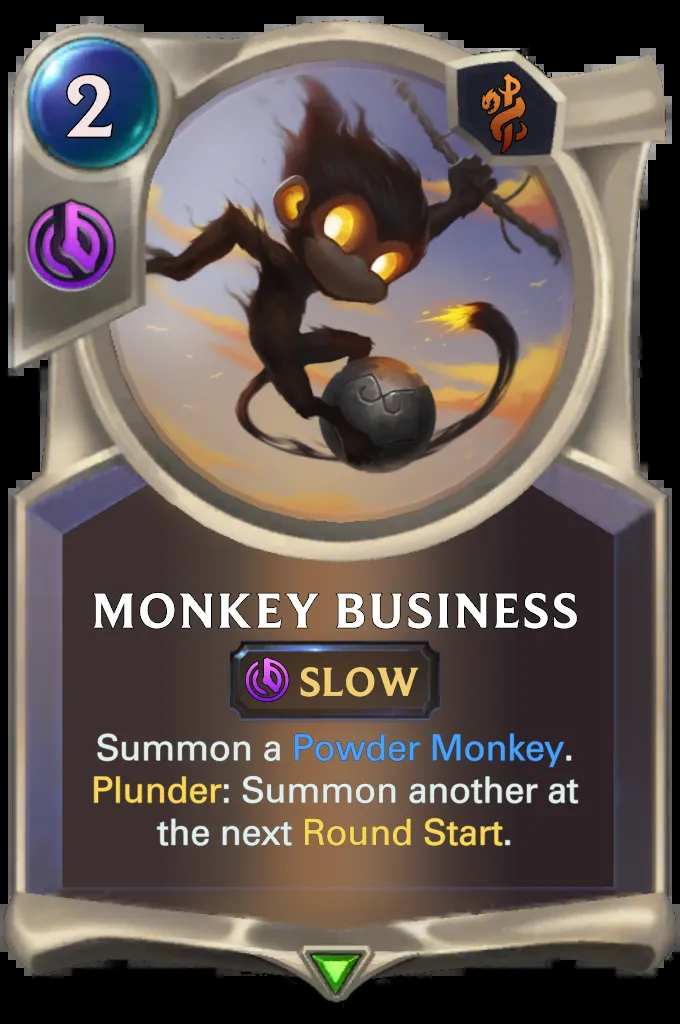 2
MONKEY BUSINESS
SLOW
Summon a Powder Monkey.
Plunder: Summon another at
the next Round Start.